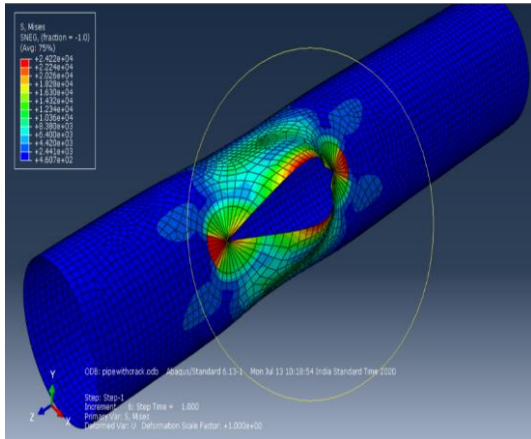 S, Mises
SNEG, (fraction = -1.0)
(Avg: 75%)
+2.422e+04
+2.224e+04
+2.026e+04
+1.828e+04
+1.630e+04
+1.432e+04
+1.234e+04
+1.036e+04
+8.380e+03
+6.400e+03
+4.420e+03
+2.441e+03
+4.607e+02
Y
Z
X
ODB: pipewithcrack.odb Abaqus/Standard 6.13-1 Mon Jul 13 10:18:54 India Standard Time 2020
Step: Step-1
Increment 6: Step Time = 1.000
Primary Var: S, Mises
Deformed Var: U Deformation Scale Factor: +1.000e+00